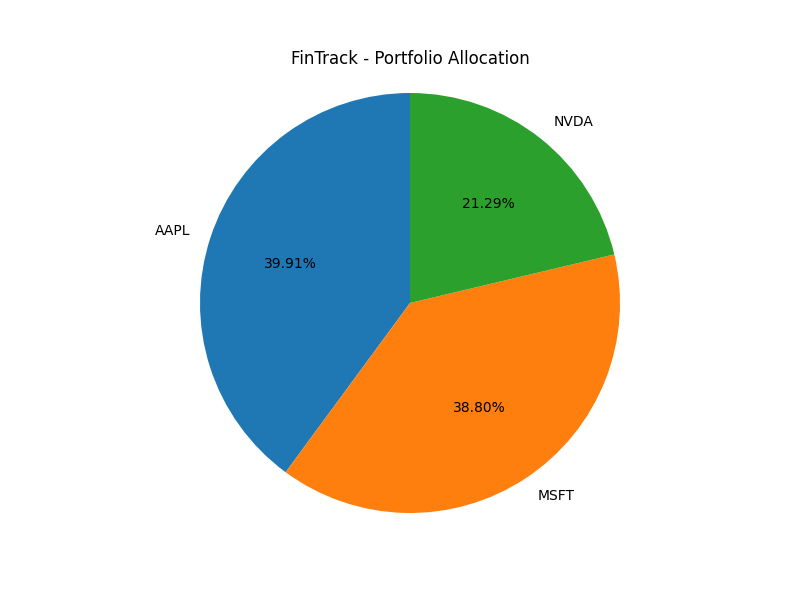 FinTrack - Portfolio Allocation
NVDA
21.29%
AAPL
39.91%
38.80%
MSFT